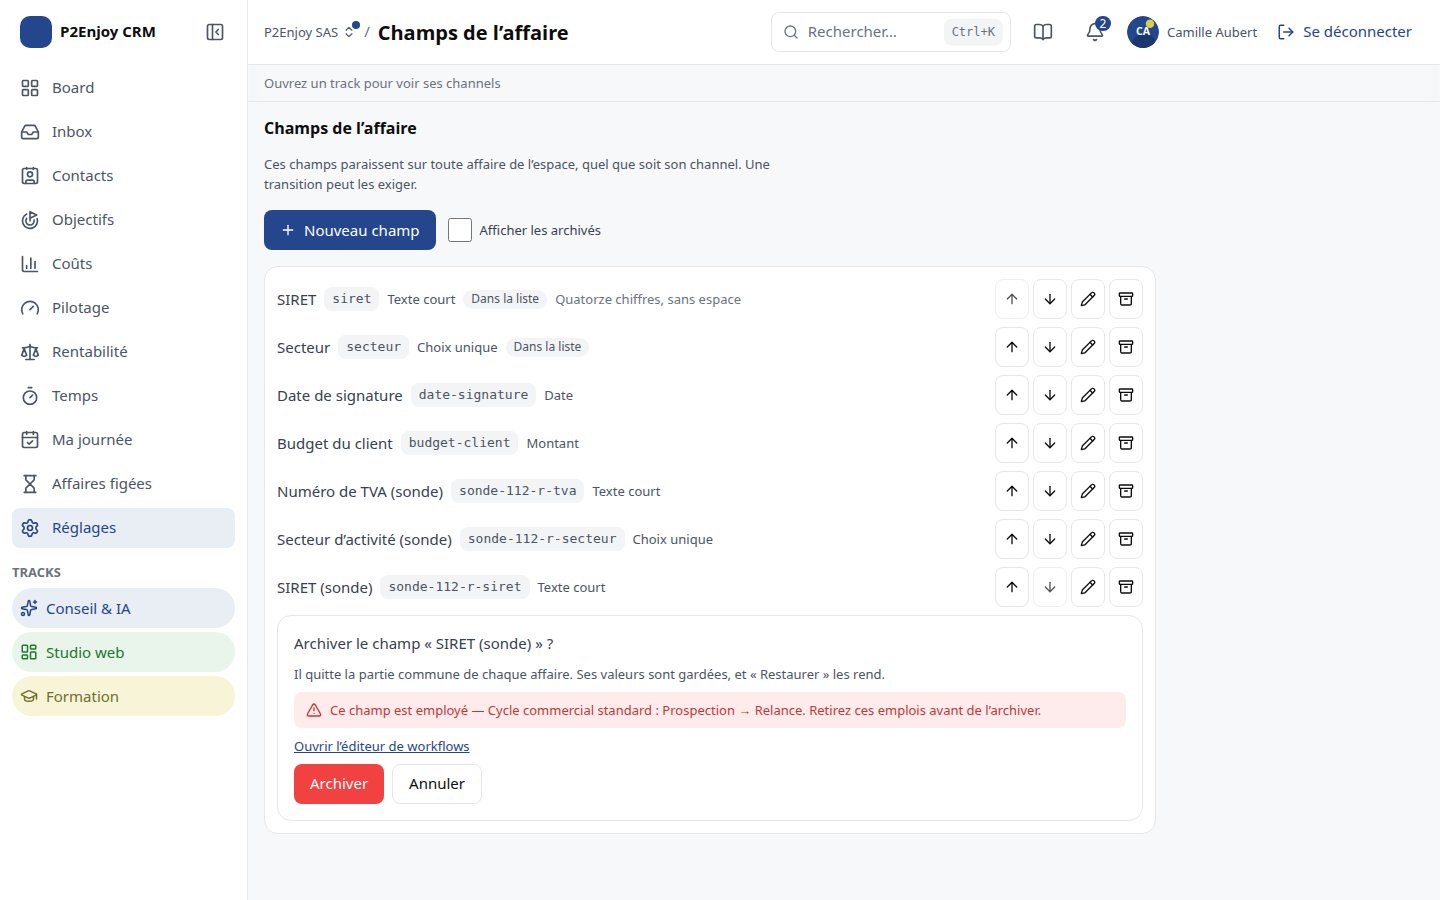 P2Enjoy CRM
Board
Inbox
Contacts
Objectifs
Coûts
Pilotage
Rentabilité
Temps
Ma journée
Affaires figées
Réglages
TRACKS
Conseil & IA
Studio web
Formation
P2Enjoy SAS / Champs de l’affaire
Rechercher... Ctrl+K
2
CA Camille Aubert
Se déconnecter
Ouvrez un track pour voir ses channels
Champs de l’affaire
Ces champs paraissent sur toute affaire de l’espace, quel que soit son channel. Une
transition peut les exiger.
+ Nouveau champ
Afficher les archivés
SIRET siret Texte court Dans la liste Quatorze chiffres, sans espace
Secteur secteur Choix unique Dans la liste
Date de signature date-signature Date
Budget du client budget-client Montant
Numéro de TVA (sonde) sonde-112-r-tva Texte court
Secteur d’activité (sonde) sonde-112-r-secteur Choix unique
SIRET (sonde) sonde-112-r-siret Texte court
Archiver le champ « SIRET (sonde) » ?
Il quitte la partie commune de chaque affaire. Ses valeurs sont gardées, et « Restaurer » les rend.
Ce champ est employé — Cycle commercial standard : Prospection → Relance. Retirez ces emplois avant de l’archiver.
Ouvrir l’éditeur de workflows
Archiver Annuler